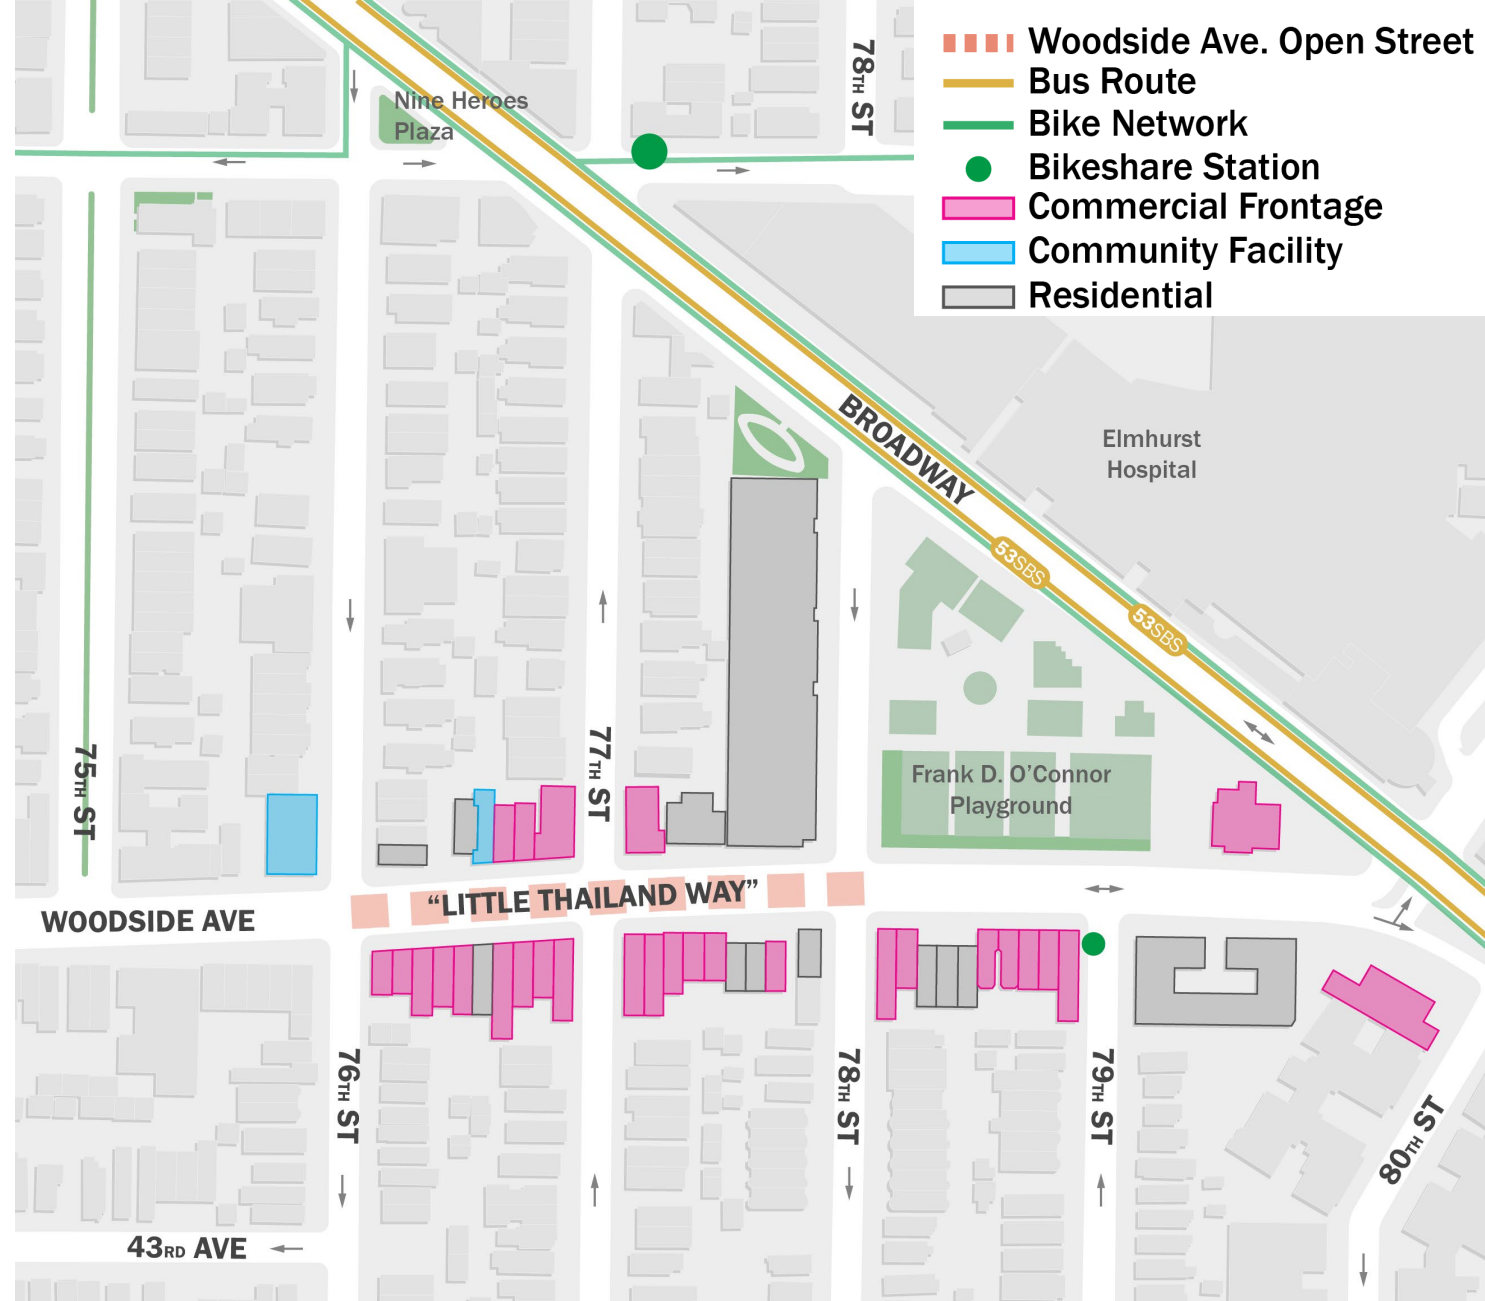 78TH ST
Woodside Ave. Open Street
Bus Route
Bike Network
Bikeshare Station
Commercial Frontage
Community Facility
Residential
Nine Heroes
Plaza
BROADWAY
Elmhurst
Hospital
53SBS
53SBS
75TH ST
77TH ST
Frank D. O’Connor
Playground
“LITTLE THAILAND WAY”
WOODSIDE AVE
76TH ST
78TH ST
79TH ST
80TH ST
43RD AVE